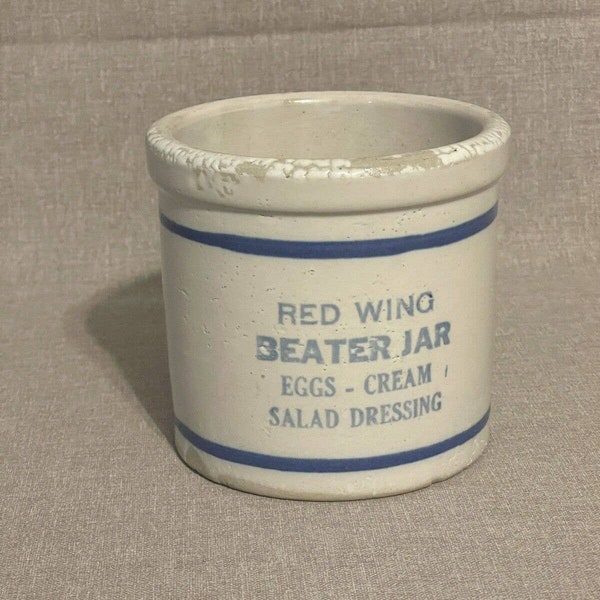 RED WING
BEATER JAR
EGGS - CREAM
SALAD DRESSING